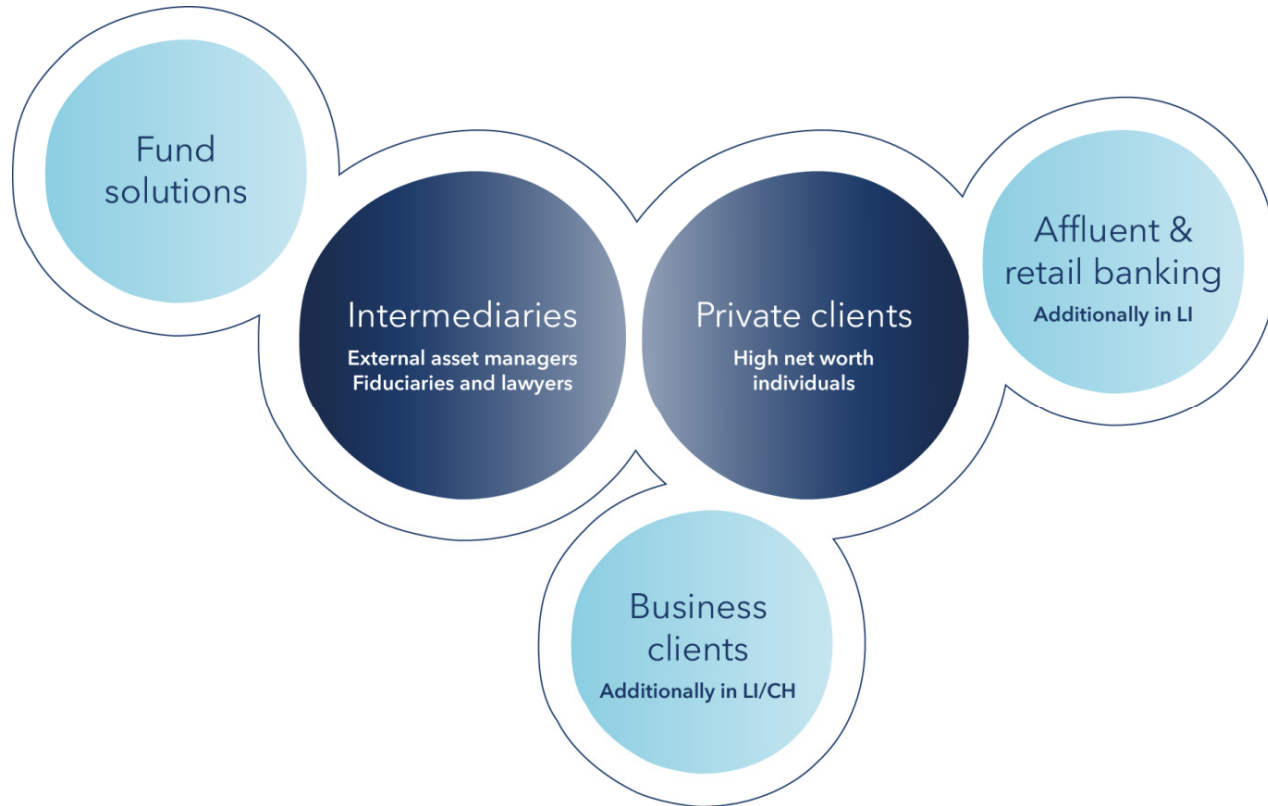 Fund
solutions
Intermediaries
External asset managers
Fiduciaries and lawyers
Private clients
High net worth
individuals
Affluent &
retail banking
Additionally in LI
Business
clients
Additionally in LI/CH